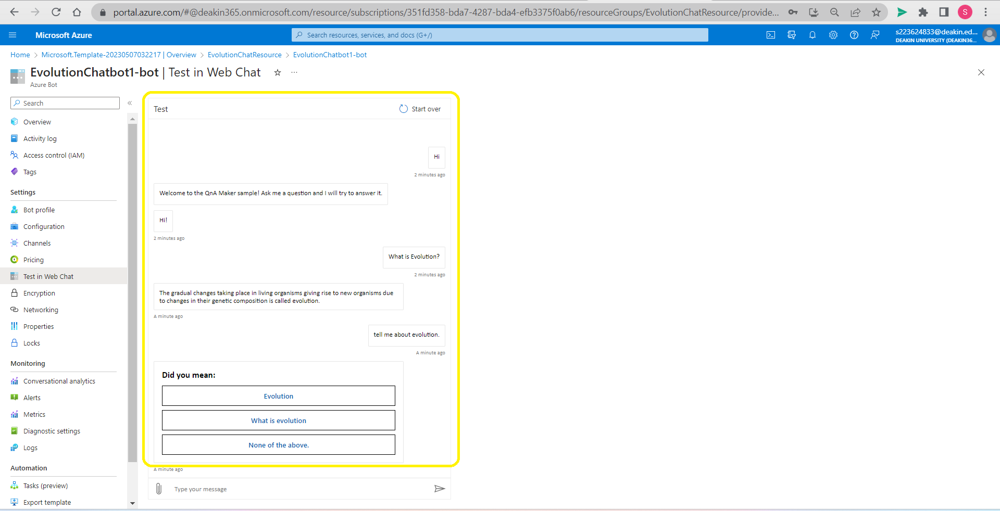 portal.azure.com/#@deakin365.onmicrosoft.com/resource/subscriptions/351fd358-bda7-4287-bda4-efb3375f0ab6/resourceGroups/EvolutionChatResource/provide...
S
Microsoft Azure
Search resources, services, and docs (G+/)
s223624833@deakin.ed...
DEAKIN UNIVERSITY (DEAKIN36...
Home > Microsoft.Template-20230507032217 | Overview > EvolutionChatResource > EvolutionChatbot1-bot
EvolutionChatbot1-bot | Test in Web Chat
Azure Bot
Search
Overview
Activity log
Access control (IAM)
Tags
Settings
Bot profile
Configuration
Channels
Pricing
Test in Web Chat
Encryption
Networking
Properties
Locks
Monitoring
Conversational analytics
Alerts
Metrics
Diagnostic settings
Logs
Automation
Tasks (preview)
Export template
Test
Start over
Hi
2 minutes ago
Welcome to the QnA Maker sample! Ask me a question and I will try to answer it.
Hi!
2 minutes ago
What is Evolution?
2 minutes ago
The gradual changes taking place in living organisms giving rise to new organisms due
to changes in their genetic composition is called evolution.
A minute ago
tell me about evolution.
A minute ago
Did you mean:
Evolution
What is evolution
None of the above.
A minute ago
Type your message